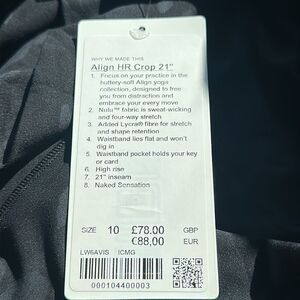 WHY WE MADE THIS
Align HR Crop 21"
1. Focus on your practice in the
buttery-soft Align yoga
collection, designed to free
you from distraction and
embrace your every move
2. Nulu™ fabric is sweat-wicking
and four-way stretch
3. Added Lycra® fibre for stretch
and shape retention
4. Waistband lies flat and won't
dig in
5. Waistband pocket holds your key
or card
6. High rise
7. 21" inseam
8. Naked Sensation
SIZE 10 £78.00 GBP
€88,00 EUR
LW6AVIS ICMG
000104400003